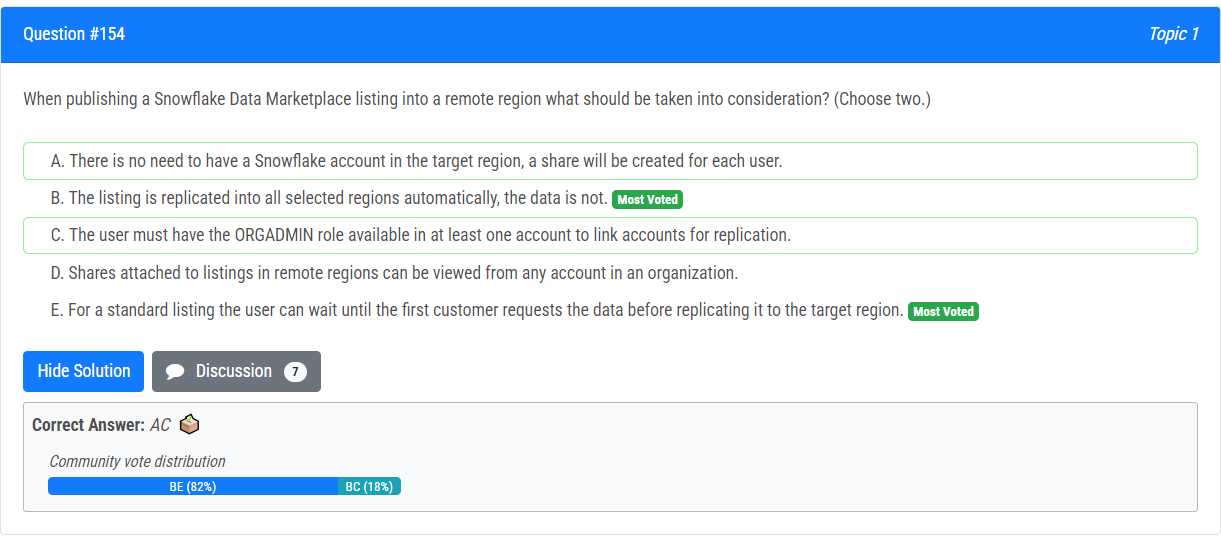 Question #154
Topic 1
When publishing a Snowflake Data Marketplace listing into a remote region what should be taken into consideration? (Choose two.)
A. There is no need to have a Snowflake account in the target region, a share will be created for each user.
B. The listing is replicated into all selected regions automatically, the data is not. Most Voted
C. The user must have the ORGADMIN role available in at least one account to link accounts for replication.
D. Shares attached to listings in remote regions can be viewed from any account in an organization.
E. For a standard listing the user can wait until the first customer requests the data before replicating it to the target region. Most Voted
Hide Solution
Discussion 7
Correct Answer: AC
Community vote distribution
BE (82%)
BC (18%)